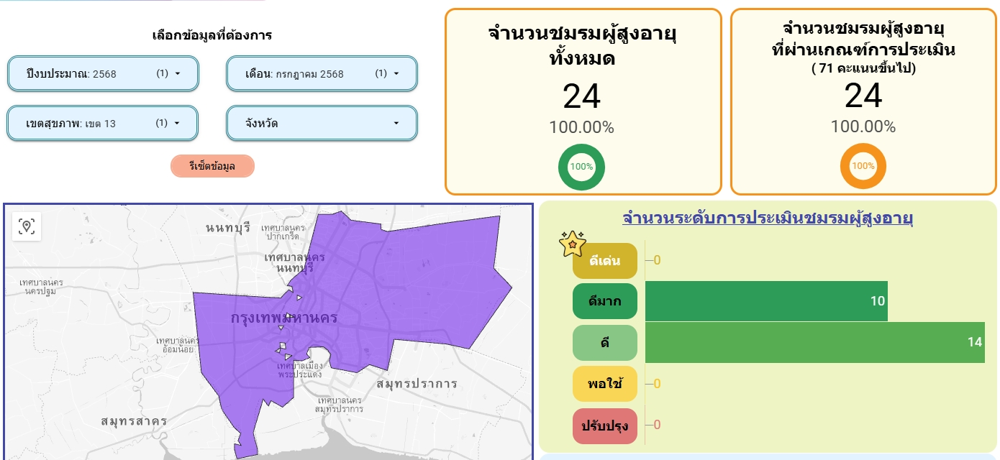 เลือกข้อมูลที่ต้องการ
ปีงบประมาณ: 2568 (1)
เดือน: กรกฎาคม 2568 (1)
เขตสุขภาพ: เขต 13 (1)
จังหวัด
รีเซ็ตข้อมูล
จำนวนชมรมผู้สูงอายุ
ทั้งหมด
24
100.00%
100%
จำนวนชมรมผู้สูงอายุ
ที่ผ่านเกณฑ์การประเมิน
( 71 คะแนนขึ้นไป)
24
100.00%
100%
นนทบุรี
เทศบาลนคร
ปากเกร็ด
เทศบาลนคร
นนทบุรี
เทศบาลนคร
นครปฐม
กรุงเทพมหานคร
เทศบาลนคร
อ้อมน้อย
เทศบาลเมือง
พระประแดง
สมุทรปราการ
เทศบาลนคร
สมุทรปราการ
สมุทรสาคร
จำนวนระดับการประเมินชมรมผู้สูงอายุ
ดีเด่น 0
ดีมาก 10
ดี 14
พอใช้ 0
ปรับปรุง 0